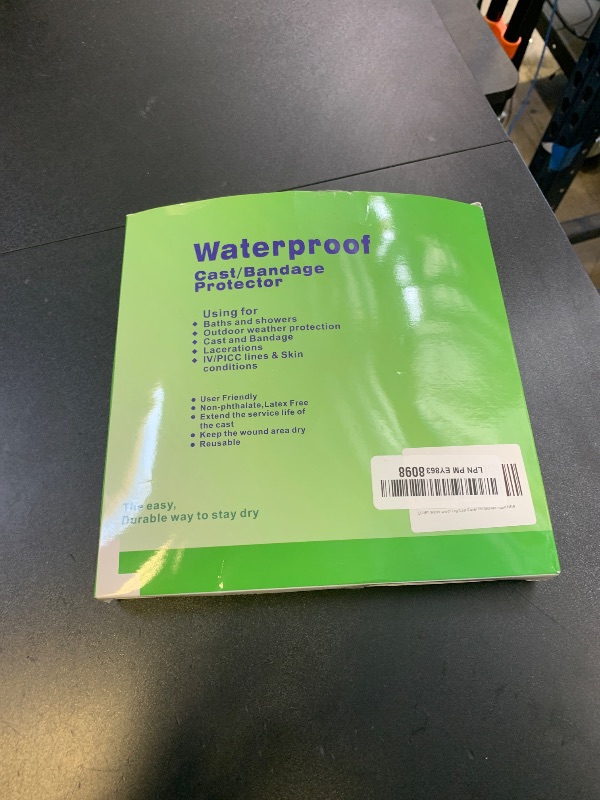 Waterproof
Cast/Bandage
Protector
Using for
◆ Baths and showers
◆ Outdoor weather protection
◆ Cast and Bandage
◆ Lacerations
◆ IV/PICC lines & Skin
conditions
● User Friendly
● Non-phthalate,Latex Free
● Extend the service life of
the cast
● Keep the wound area dry
● Reusable
The easy,
Durable way to stay dry
LPN PM EY863 8098